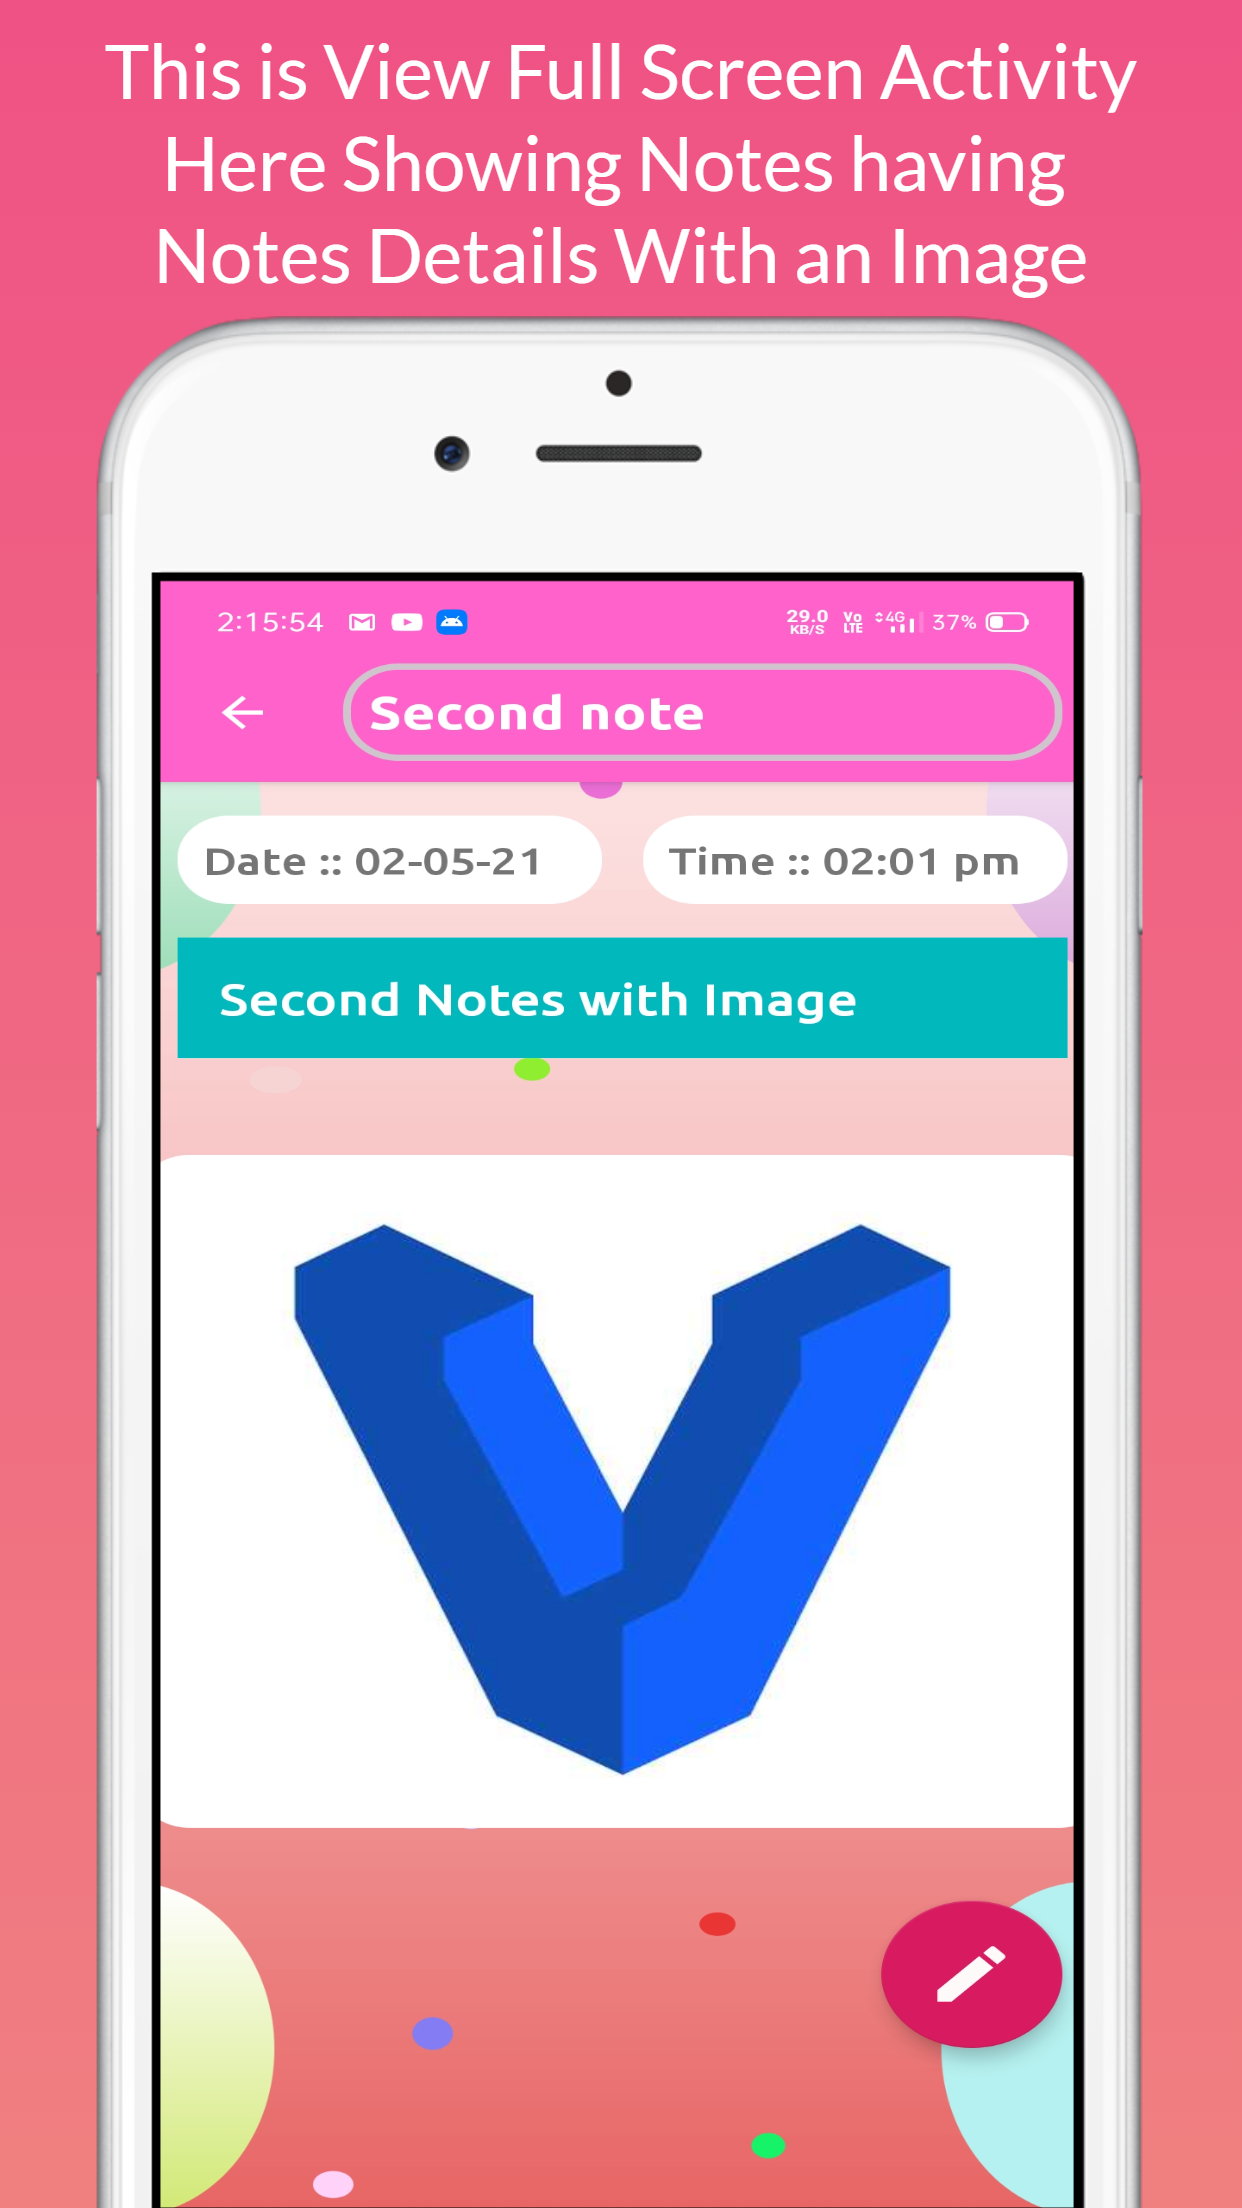 This is View Full Screen Activity
Here Showing Notes having
Notes Details With an Image
2:15:54 29.0 KB/S Vo LTE 4G 37%
Second note
Date :: 02-05-21 Time :: 02:01 pm
Second Notes with Image